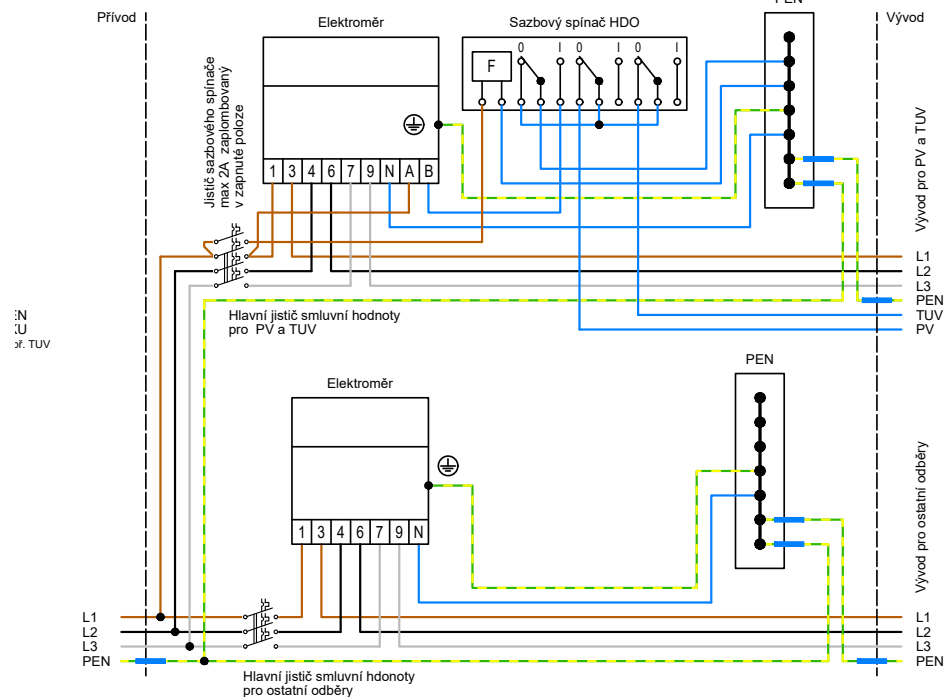 PEN
Přívod
Elektroměr
Sazbový spínač HDO
Vývod
0 I 0 I 0 I
F
Jistič sazbového spínače
max 2A zaplombovaný
v zapnuté poloze
1 3 4 6 7 9 N A B
Vývod pro PV a TUV
L1
L2
L3
PEN
TUV
PV
Hlavní jistič smluvní hodnoty
pro PV a TUV
KU
př. TUV
PEN
Elektroměr
1 3 4 6 7 9 N
Vývod pro ostatní odběry
L1
L2
L3
PEN
L1
L2
L3
PEN
Hlavní jistič smluvní hdonoty
pro ostatní odběry